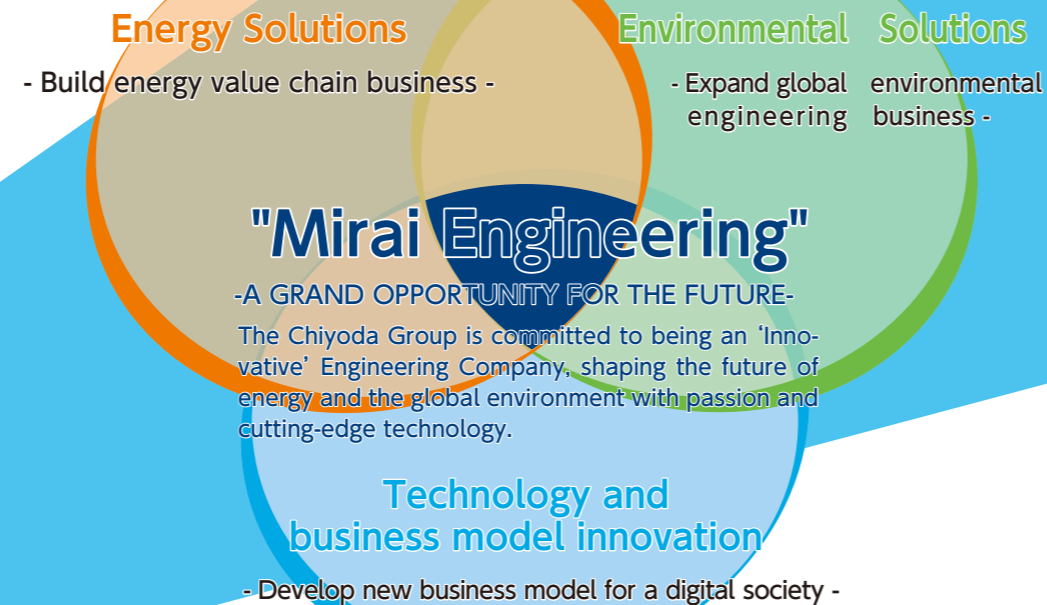 Energy Solutions
- Build energy value chain business -
Environmental Solutions
- Expand global environmental
engineering business -
"Mirai Engineering"
-A GRAND OPPORTUNITY FOR THE FUTURE-
The Chiyoda Group is committed to being an ‘Inno-
vative’ Engineering Company, shaping the future of
energy and the global environment with passion and
cutting-edge technology.
Technology and
business model innovation
- Develop new business model for a digital society -